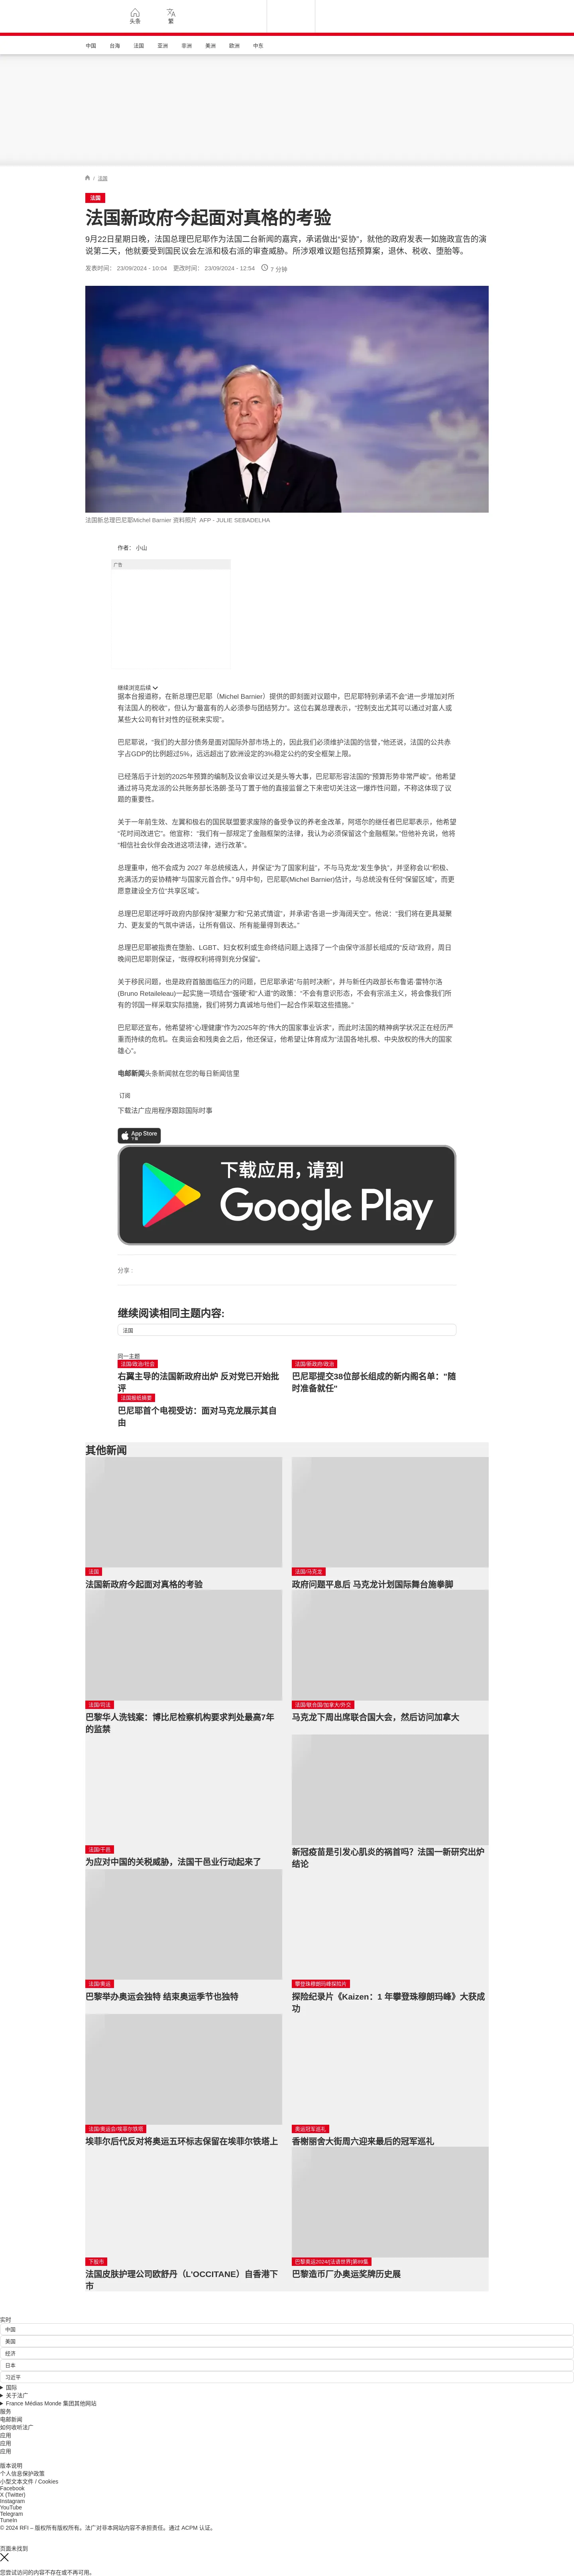 头条
繁
中国
台海
法国
亚洲
非洲
美洲
欧洲
中东
/ 法国
法国
法国新政府今起面对真格的考验
9月22日星期日晚，法国总理巴尼耶作为法国二台新闻的嘉宾，承诺做出“妥协”，就他的政府发表一如施政宣告的演
说第二天，他就要受到国民议会左派和极右派的审查威胁。所涉艰难议题包括预算案，退休、税收、堕胎等。
发表时间： 23/09/2024 - 10:04 更改时间： 23/09/2024 - 12:54 7 分钟
法国新总理巴尼耶Michel Barnier 资料照片 AFP - JULIE SEBADELHA
作者： 小山
广告
继续浏览后续
据本台报道称，在新总理巴尼耶（Michel Barnier）提供的即刻面对议题中，巴尼耶特别承诺不会“进一步增加对所
有法国人的税收”，但认为“最富有的人必须参与团结努力”。这位右翼总理表示，“控制支出尤其可以通过对富人或
某些大公司有针对性的征税来实现”。
巴尼耶说，“我们的大部分债务是面对国际外部市场上的，因此我们必须维护法国的信誉，”他还说，法国的公共赤
字占GDP的比例超过5%，远远超出了欧洲设定的3%稳定公约的安全框架上限。
已经落后于计划的2025年预算的编制及议会审议过关是头等大事，巴尼耶形容法国的“预算形势非常严峻”。他希望
通过将马克龙派的公共账务部长洛朗·圣马丁置于他的直接监督之下来密切关注这一爆炸性问题，不称这体现了议
题的重要性。
关于一年前生效、左翼和极右的国民联盟要求废除的备受争议的养老金改革，阿塔尔的继任者巴尼耶表示，他希望
“花时间改进它”。他宣称：“我们有一部规定了金融框架的法律，我认为必须保留这个金融框架，”但他补充说，他将
“相信社会伙伴会改进这项法律，进行改革”。
总理重申，他不会成为 2027 年总统候选人，并保证“为了国家利益”，不与马克龙“发生争执”，并坚称会以“积极、
充满活力的妥协精神”与国家元首合作。” 9月中旬，巴尼耶(Michel Barnier)估计，与总统没有任何“保留区域”，而更
愿意建设全方位“共享区域”。
总理巴尼耶还呼吁政府内部保持“凝聚力”和“兄弟式情谊”，并承诺“各退一步海阔天空”。他说：“我们将在更具凝聚
力、更友爱的气氛中讲话，让所有倡议、所有能量得到表达。”
总理巴尼耶被指责在堕胎、LGBT、妇女权利或生命终结问题上选择了一个由保守派部长组成的“反动”政府，周日
晚间巴尼耶则保证，“既得权利将得到充分保留”。
关于移民问题，也是政府首脑面临压力的问题，巴尼耶承诺“与前时决断”，并与新任内政部长布鲁诺·雷特尔洛
(Bruno Retaileleau)一起实施一项结合“强硬”和“人道”的政策：“不会有意识形态，不会有宗派主义，将会像我们所
有的邻国一样采取实际措施，我们将努力真诚地与他们一起合作采取这些措施。”
巴尼耶还宣布，他希望将“心理健康”作为2025年的“伟大的国家事业诉求”，而此时法国的精神病学状况正在经历严
重而持续的危机。在奥运会和残奥会之后，他还保证，他希望让体育成为“法国各地扎根、中央放权的伟大的国家
雄心”。
电邮新闻头条新闻就在您的每日新闻信里
订阅
下载法广应用程序跟踪国际时事
App Store
下载应用，请到
Google Play
分享 :
继续阅读相同主题内容:
法国
同一主题
法国/政治/社会
右翼主导的法国新政府出炉 反对党已开始批
评
法国/新政府/政治
巴尼耶提交38位部长组成的新内阁名单："随
时准备就任"
法国报纸摘要
巴尼耶首个电视受访：面对马克龙展示其自
由
其他新闻
法国
法国新政府今起面对真格的考验
法国/马克龙
政府问题平息后 马克龙计划国际舞台施拳脚
法国/司法
巴黎华人洗钱案：博比尼检察机构要求判处最高7年
的监禁
法国/联合国/加拿大/外交
马克龙下周出席联合国大会，然后访问加拿大
法国/干邑
为应对中国的关税威胁，法国干邑业行动起来了
新冠疫苗是引发心肌炎的祸首吗？法国一新研究出炉
结论
法国/奥运
巴黎举办奥运会独特 结束奥运季节也独特
攀登珠穆朗玛峰探险片
探险纪录片《Kaizen：1 年攀登珠穆朗玛峰》大获成
功
法国/奥运会/埃菲尔铁塔
埃菲尔后代反对将奥运五环标志保留在埃菲尔铁塔上
奥运冠军巡礼
香榭丽舍大街周六迎来最后的冠军巡礼
下船市
法国皮肤护理公司欧舒丹（L'OCCITANE）自香港下
市
巴黎奥运2024/[法语世界]第89集
巴黎造币厂办奥运奖牌历史展
实时
中国
美国
经济
日本
习近平
国际
关于法广
France Médias Monde 集团其他网站
服务
电邮新闻
如何收听法广
应用
应用
应用
版本说明
个人信息保护政策
小型文本文件 / Cookies
Facebook
X (Twitter)
Instagram
YouTube
Telegram
TuneIn
© 2024 RFI – 版权所有版权所有。法广对非本网站内容不承担责任。通过 ACPM 认证。
页面未找到
您尝试访问的内容不存在或不再可用。